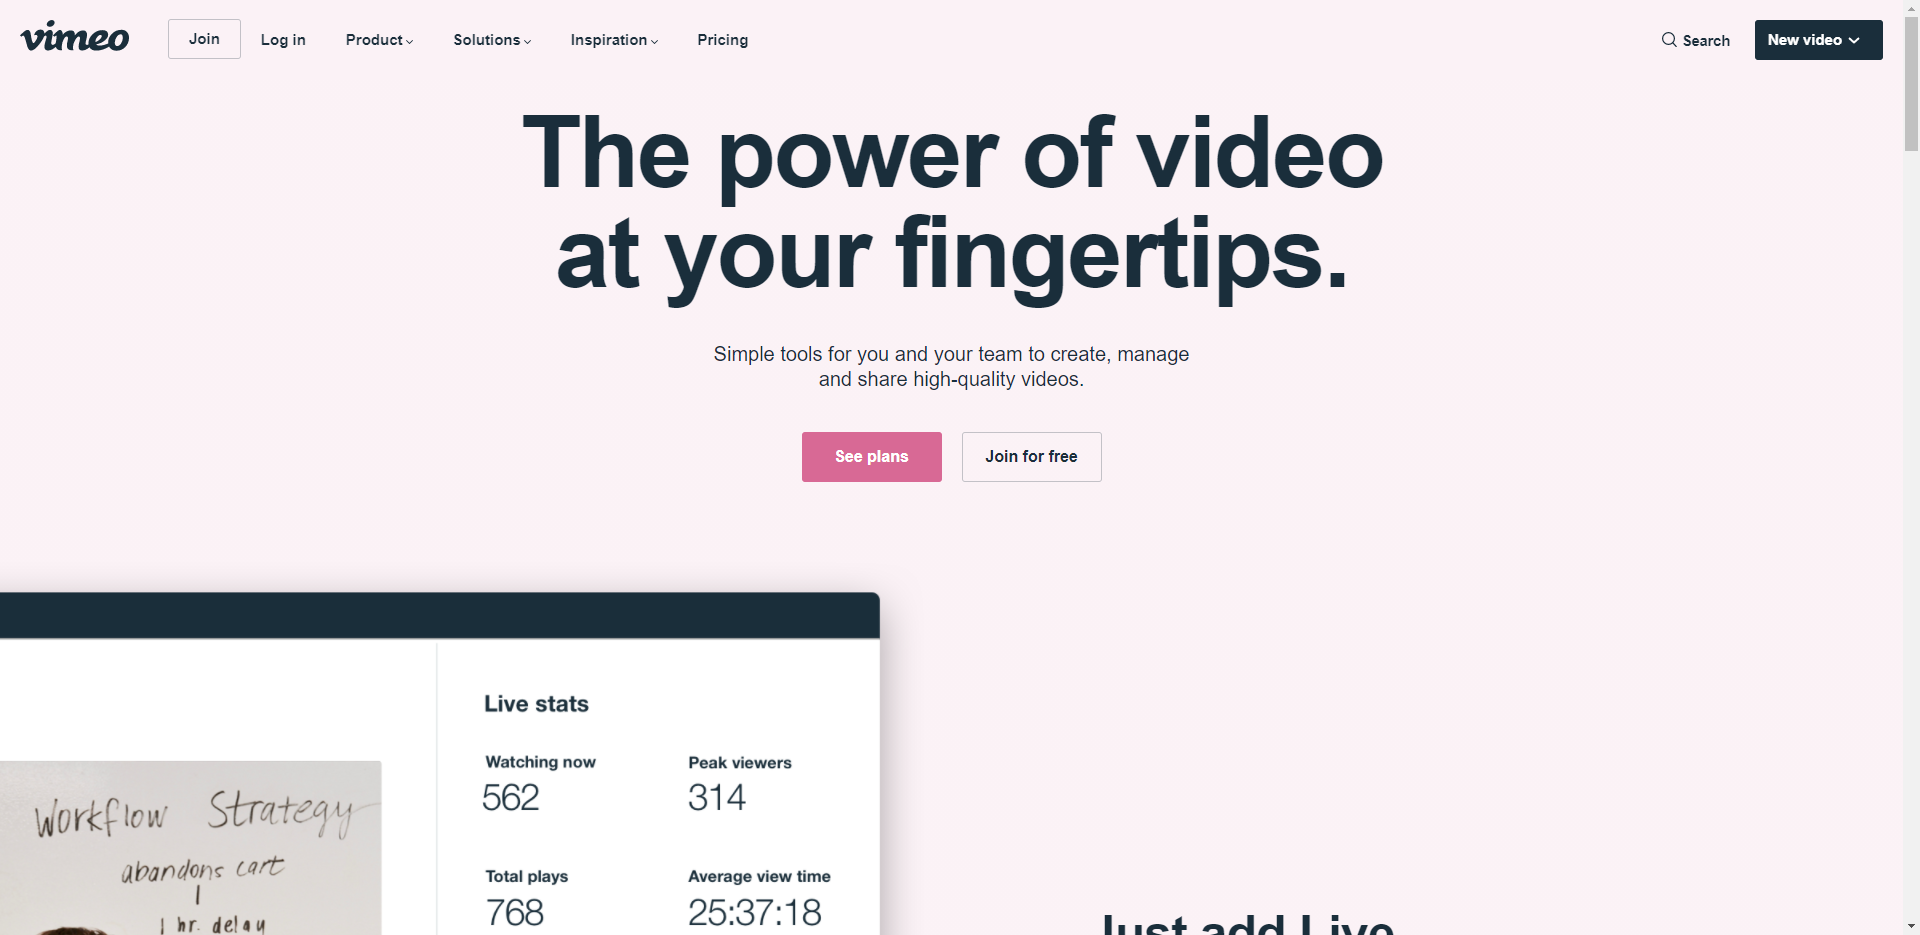 vimeo
Join
Log in
Product
Solutions
Inspiration
Pricing
Search
New video
The power of video
at your fingertips.
Simple tools for you and your team to create, manage
and share high-quality videos.
See plans
Join for free
Live stats
Watching now
562
Peak viewers
314
Total plays
768
Average view time
25:37:18
Workflow Strategy
abandons cart
1 hr. delay
Just add Live